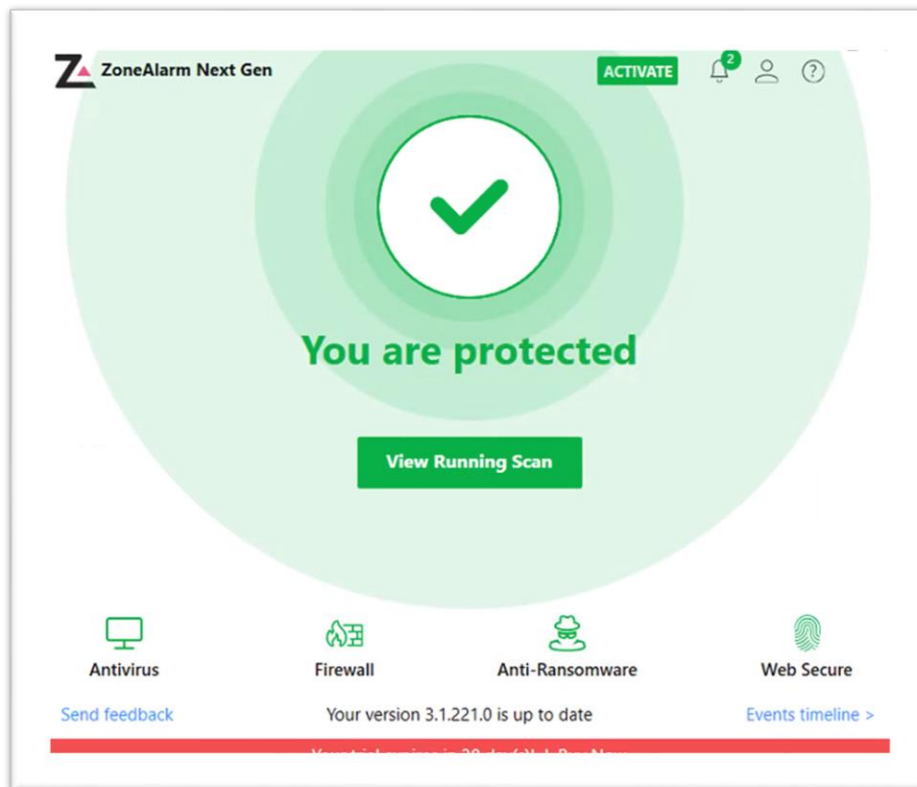 ZoneAlarm Next Gen
ACTIVATE
2
You are protected
View Running Scan
Antivirus Firewall Anti-Ransomware Web Secure
Send feedback Your version 3.1.221.0 is up to date Events timeline >